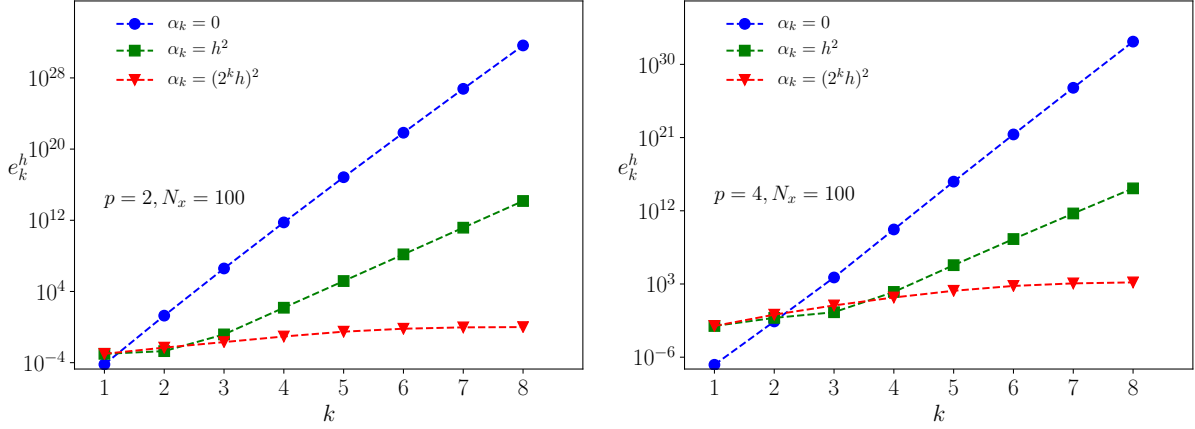 α_k = 0
α_k = h^2
α_k = (2^k h)^2
10^28
10^20
10^12
10^4
10^−4
e_k^h
p = 2, N_x = 100
1 2 3 4 5 6 7 8
k
α_k = 0
α_k = h^2
α_k = (2^k h)^2
10^30
10^21
10^12
10^3
10^−6
e_k^h
p = 4, N_x = 100
1 2 3 4 5 6 7 8
k